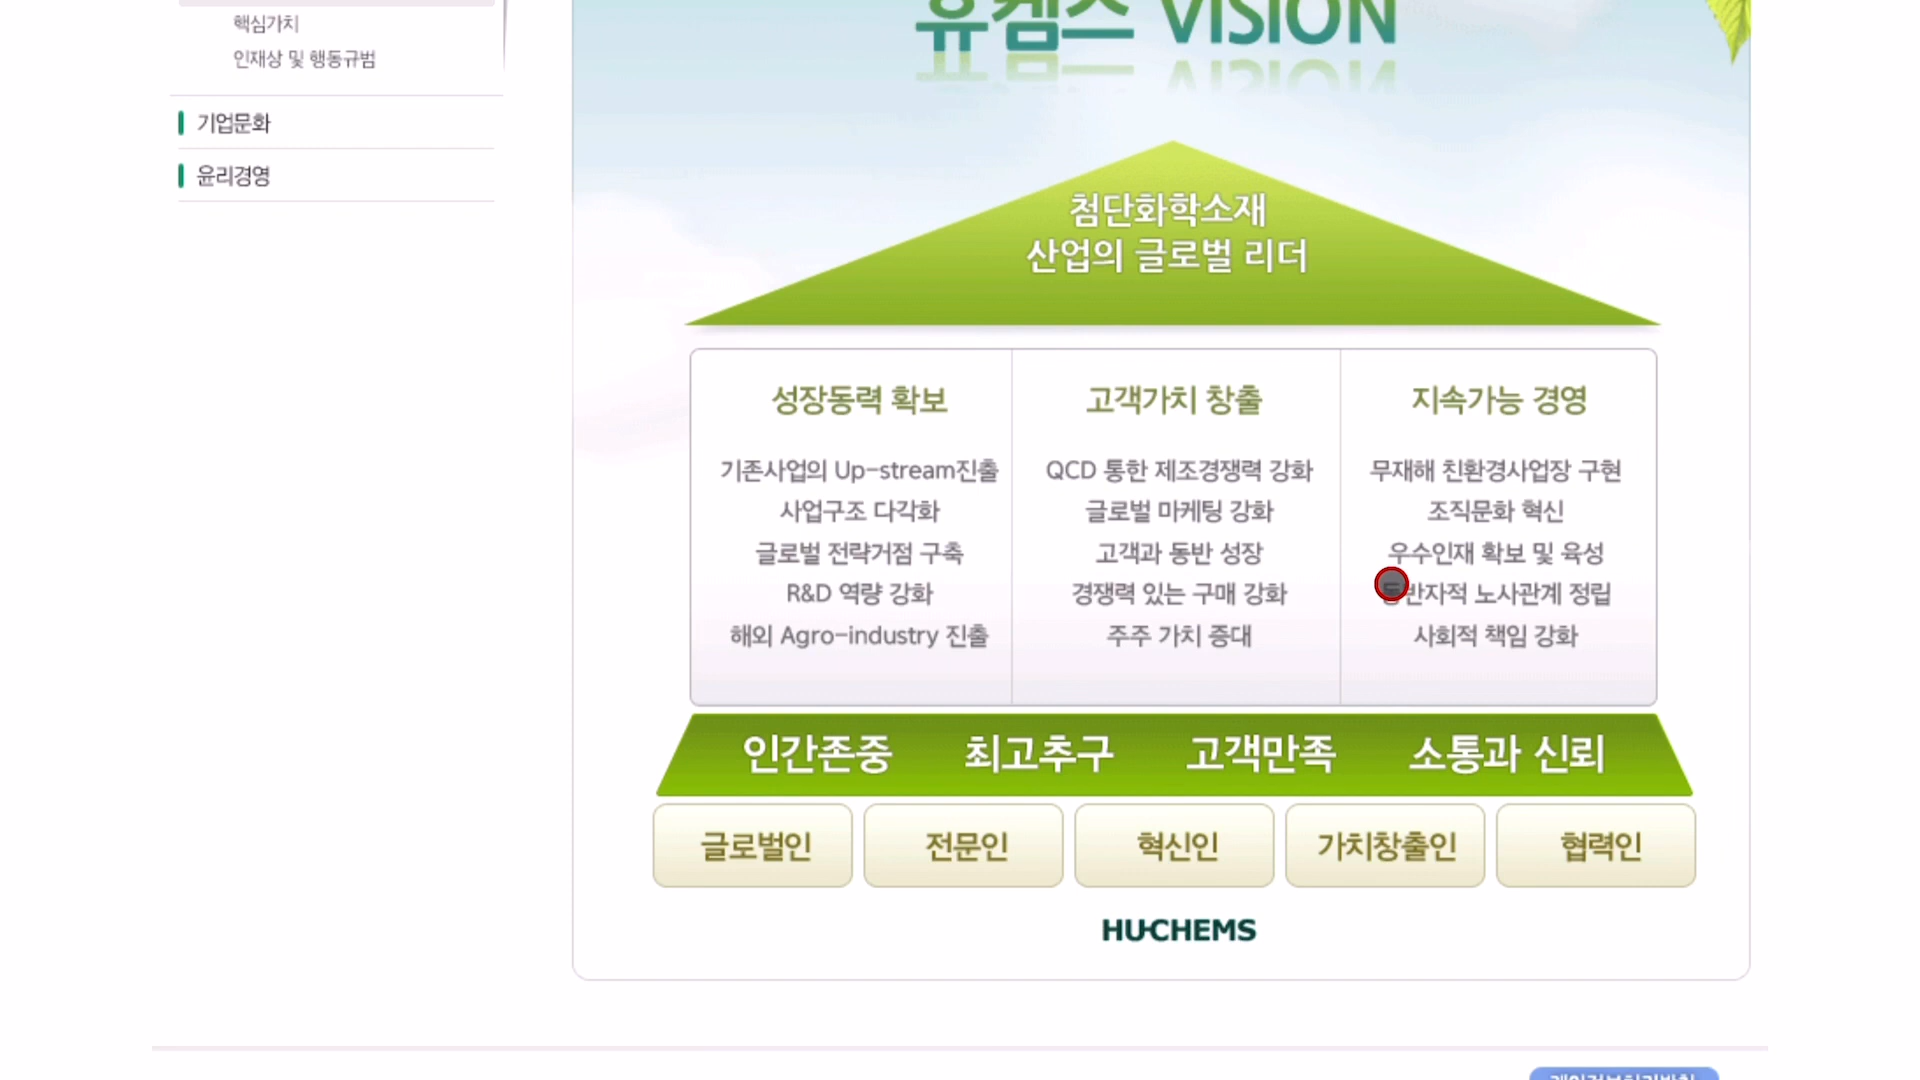 핵심가치
인재상 및 행동규범
기업문화
윤리경영
휴켐스 VISION
첨단화학소재
산업의 글로벌 리더
성장동력 확보
기존사업의 Up-stream진출
사업구조 다각화
글로벌 전략거점 구축
R&D 역량 강화
해외 Agro-industry 진출
고객가치 창출
QCD 통한 제조경쟁력 강화
글로벌 마케팅 강화
고객과 동반 성장
경쟁력 있는 구매 강화
주주 가치 증대
지속가능 경영
무재해 친환경사업장 구현
조직문화 혁신
우수인재 확보 및 육성
동반자적 노사관계 정립
사회적 책임 강화
인간존중 최고추구 고객만족 소통과 신뢰
글로벌인 전문인 혁신인 가치창출인 협력인
HU-CHEMS